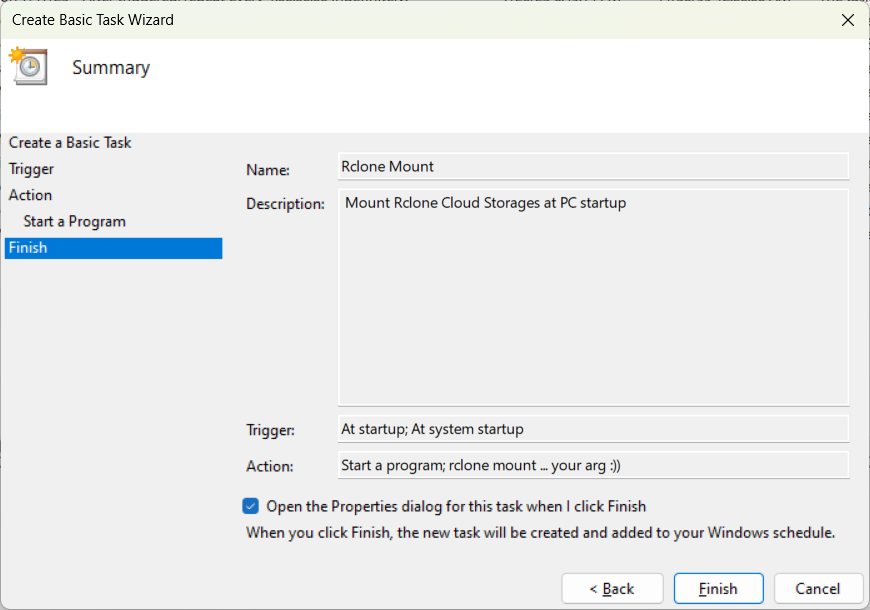 Create Basic Task Wizard
Summary
Create a Basic Task
Trigger
Action
Start a Program
Finish
Name:
Rclone Mount
Description:
Mount Rclone Cloud Storages at PC startup
Trigger:
At startup; At system startup
Action:
Start a program; rclone mount ... your arg :))
Open the Properties dialog for this task when I click Finish
When you click Finish, the new task will be created and added to your Windows schedule.
< Back
Finish
Cancel